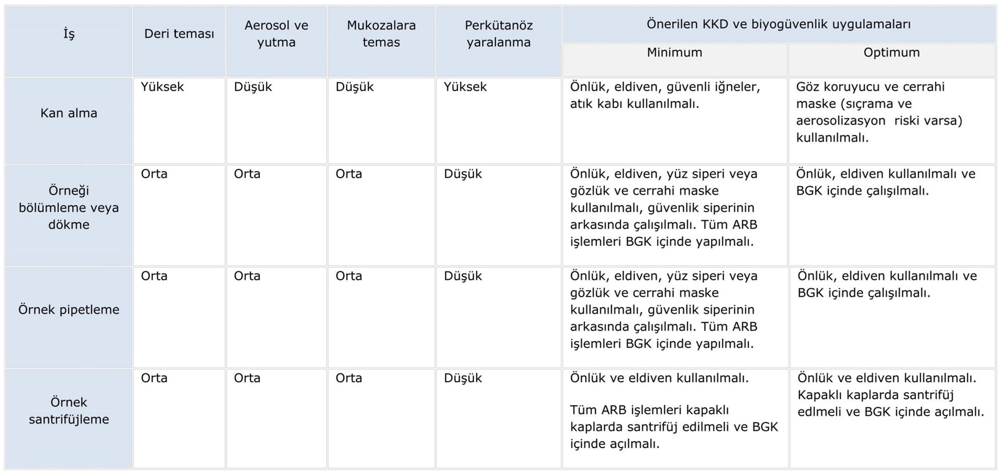 İş
Deri teması
Aerosol ve
yutma
Mukozalara
temas
Perkütanöz
yaralanma
Önerilen KKD ve biyogüvenlik uygulamaları
Minimum
Optimum
Kan alma
Yüksek
Düşük
Düşük
Yüksek
Önlük, eldiven, güvenli iğneler,
atık kabı kullanılmalı.
Göz koruyucu ve cerrahi
maske (sıçrama ve
aerosolizasyon  riski varsa)
kullanılmalı.
Örneği
bölümleme veya
dökme
Orta
Orta
Orta
Düşük
Önlük, eldiven, yüz siperi veya
gözlük ve cerrahi maske
kullanılmalı, güvenlik siperinin
arkasında çalışılmalı. Tüm ARB
işlemleri BGK içinde yapılmalı.
Önlük, eldiven kullanılmalı ve
BGK içinde çalışılmalı.
Örnek pipetleme
Orta
Orta
Orta
Düşük
Önlük, eldiven, yüz siperi veya
gözlük ve cerrahi maske
kullanılmalı, güvenlik siperinin
arkasında çalışılmalı. Tüm ARB
işlemleri BGK içinde yapılmalı.
Önlük, eldiven kullanılmalı ve
BGK içinde çalışılmalı.
Örnek
santrifüjleme
Orta
Orta
Orta
Düşük
Önlük ve eldiven kullanılmalı.
Tüm ARB işlemleri kapaklı
kaplarda santrifüj edilmeli ve BGK
içinde açılmalı.
Önlük ve eldiven kullanılmalı.
Kapaklı kaplarda santrifüj
edlmeli ve BGK içinde açılmalı.